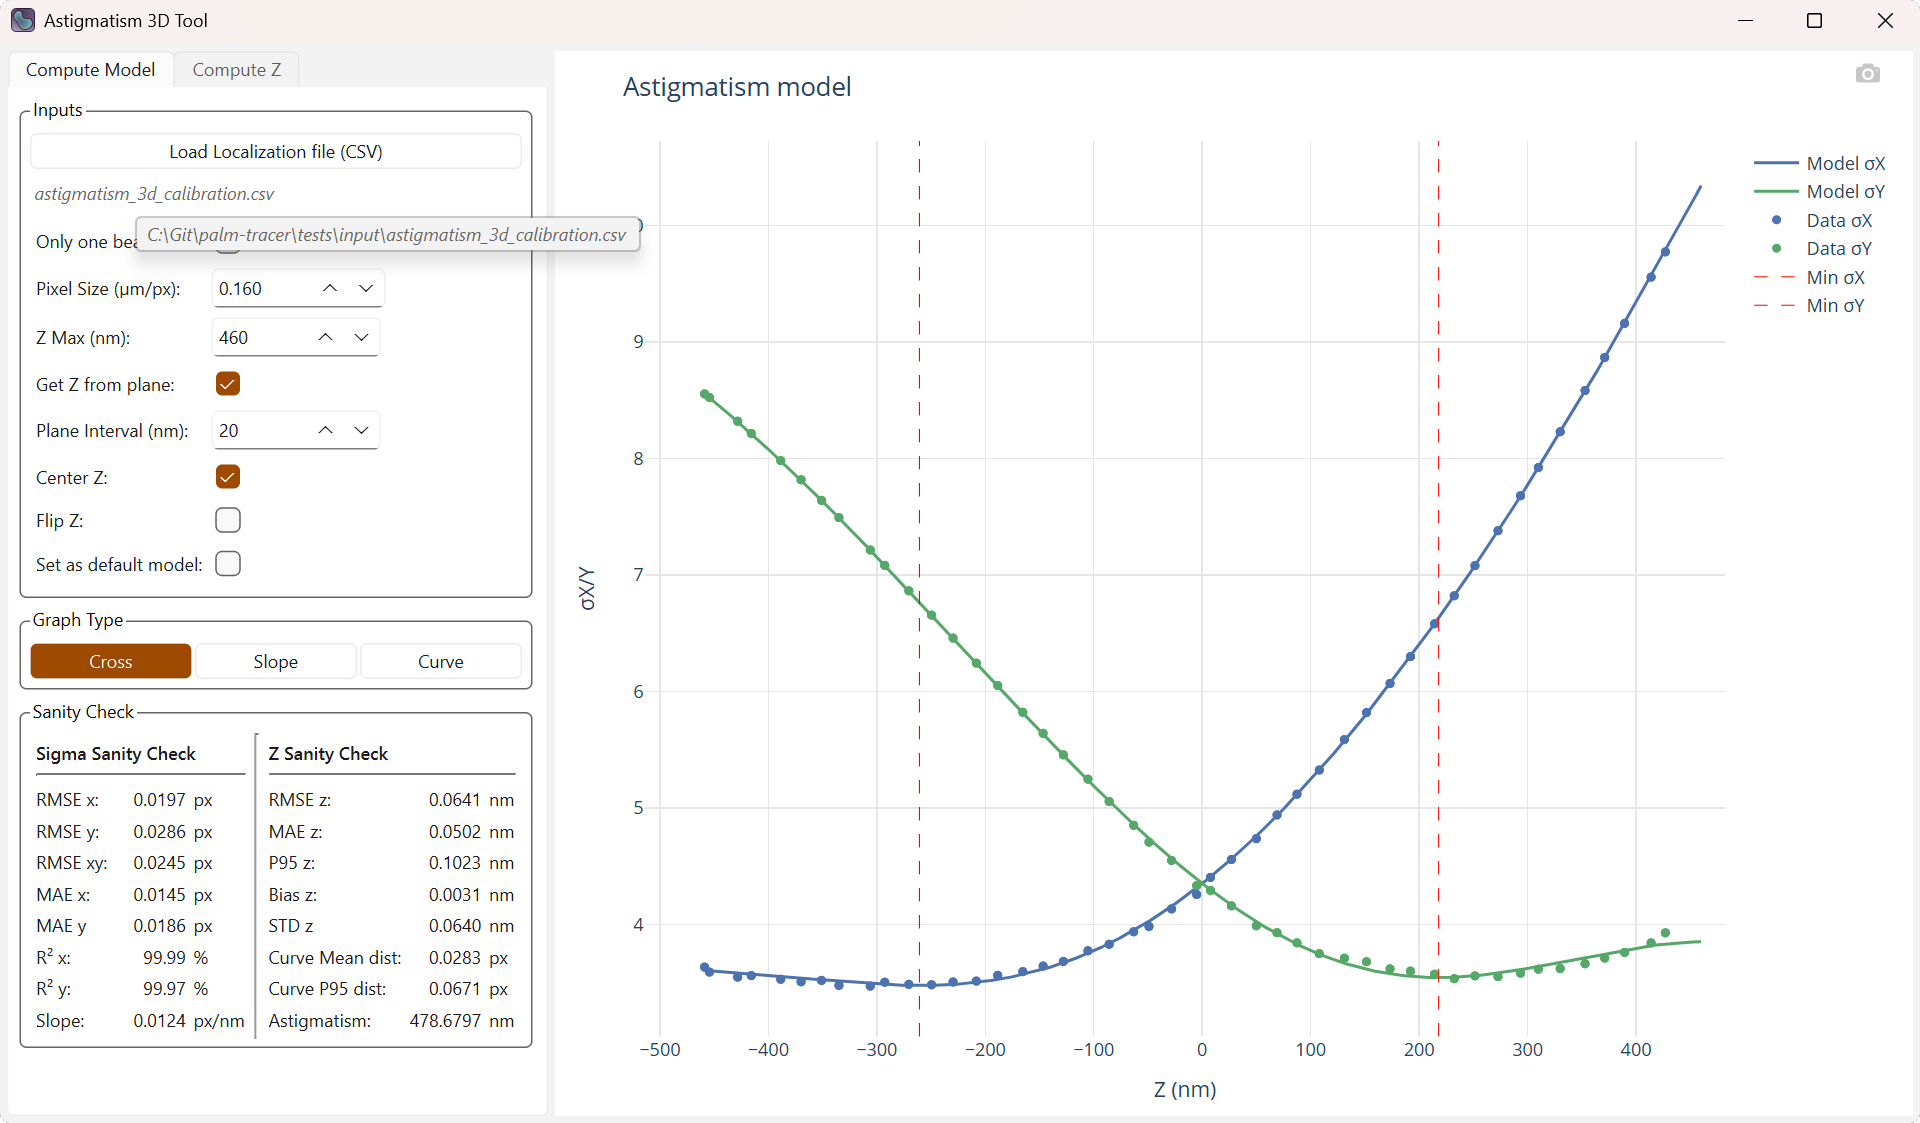 Astigmatism 3D Tool
Compute Model
Compute Z
Inputs
Load Localization file (CSV)
astigmatism_3d_calibration.csv
C:\Git\palm-tracer\tests\input\astigmatism_3d_calibration.csv
Only one bea
Pixel Size (μm/px): 0.160
Z Max (nm): 460
Get Z from plane:
Plane Interval (nm): 20
Center Z:
Flip Z:
Set as default model:
Graph Type
Cross Slope Curve
Sanity Check
Sigma Sanity Check
RMSE x: 0.0197 px
RMSE y: 0.0286 px
RMSE xy: 0.0245 px
MAE x: 0.0145 px
MAE y 0.0186 px
R² x: 99.99 %
R² y: 99.97 %
Slope: 0.0124 px/nm
Z Sanity Check
RMSE z: 0.0641 nm
MAE z: 0.0502 nm
P95 z: 0.1023 nm
Bias z: 0.0031 nm
STD z 0.0640 nm
Curve Mean dist: 0.0283 px
Curve P95 dist: 0.0671 px
Astigmatism: 478.6797 nm
Astigmatism model
Model σX
Model σY
Data σX
Data σY
Min σX
Min σY
σX/Y
9
8
7
6
5
4
−500 −400 −300 −200 −100 0 100 200 300 400
Z (nm)